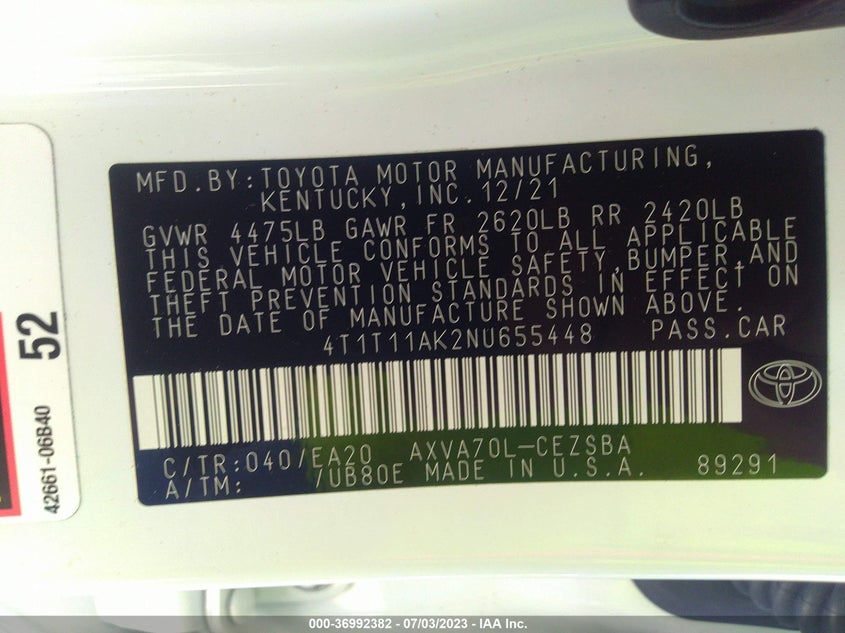 MFD.BY:TOYOTA MOTOR MANUFACTURING,
KENTUCKY,INC.12/21
GVWR 4475LB GAWR FR 2620LB RR 2420LB
THIS VEHICLE CONFORMS TO ALL APPLICABLE
FEDERAL MOTOR VEHICLE SAFETY,BUMPER,AND
THEFT PREVENTION STANDARDS IN EFFECT ON
THE DATE OF MANUFACTURE SHOWN ABOVE.
4T1T11AK2NU655448 PASS.CAR
C/TR:040/EA20 AXVA70L-CEZSBA
A/TM: /UB80E MADE IN U.S.A. 89291
52
42661-06B40
000-36992382 - 07/03/2023 - IAA Inc.